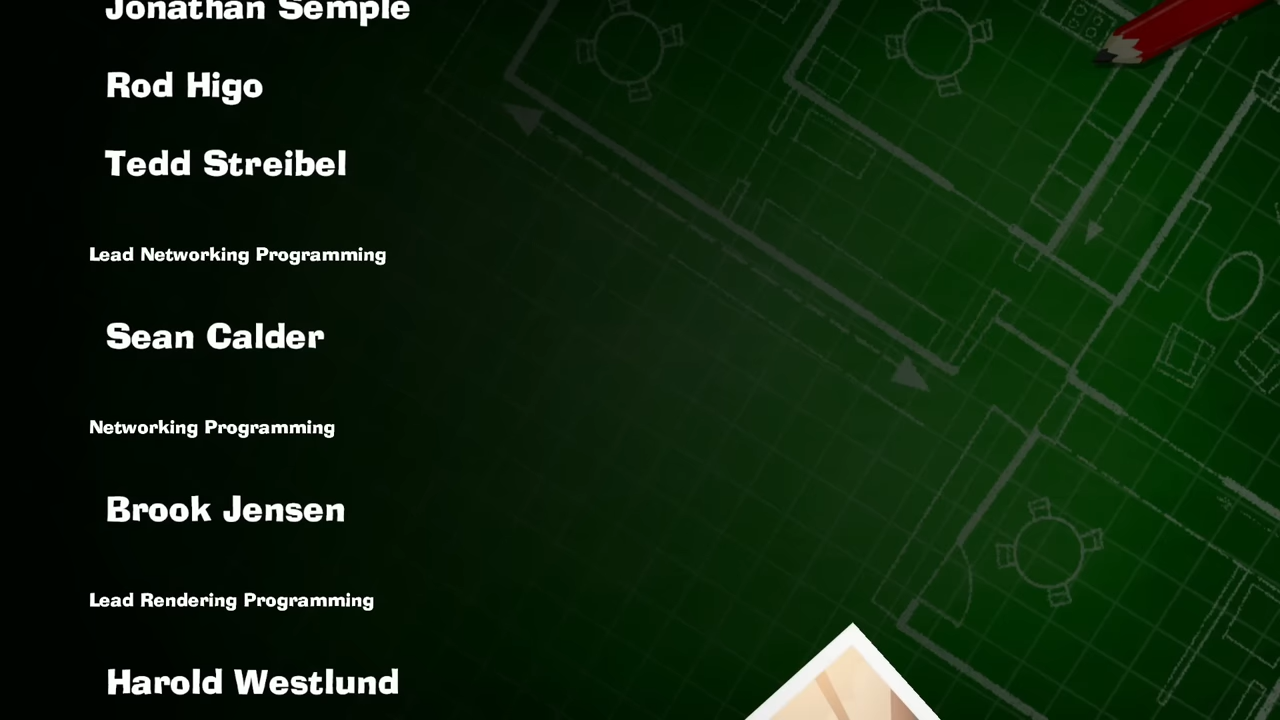 Jonathan Semple
Rod Higo
Tedd Streibel
Lead Networking Programming
Sean Calder
Networking Programming
Brook Jensen
Lead Rendering Programming
Harold Westlund